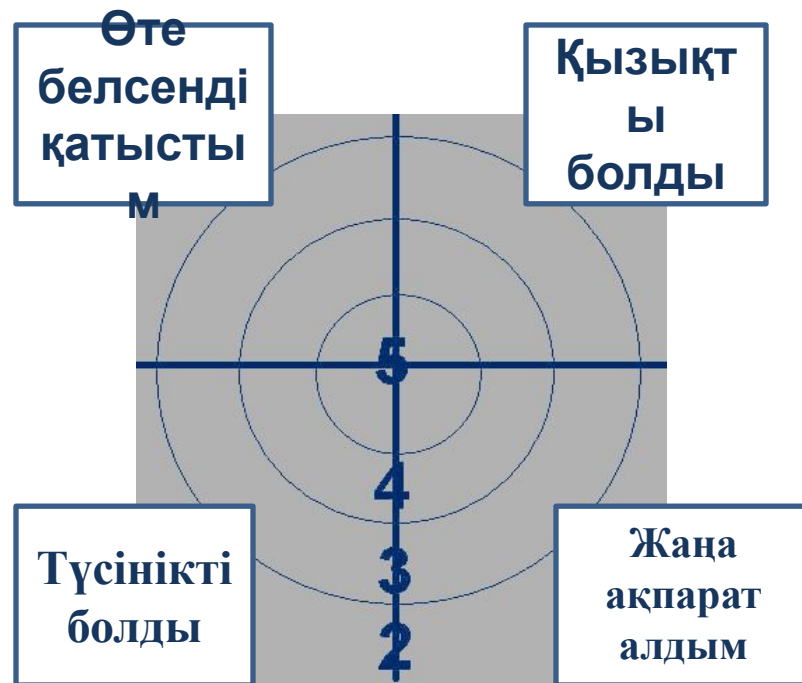 Өте
белсенді
қатысты
м
Қызықт
ы
болды
5
4
3
2
Түсінікті
болды
Жаңа
ақпарат
алдым